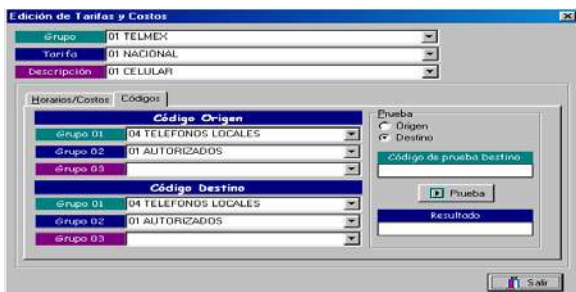 Edición de Tarifas y Costos
Grupo 01 TELMEX
Tarifa 01 NACIONAL
Descripción 01 CELULAR
Horarios/Costos Códigos
Código Origen
Grupo 01 04 TELEFONOS LOCALES
Grupo 02 01 AUTORIZADOS
Grupo 03
Código Destino
Grupo 01 04 TELEFONOS LOCALES
Grupo 02 01 AUTORIZADOS
Grupo 03
Prueba
Origen
Destino
Código de prueba Destino
Prueba
Resultado
Salir